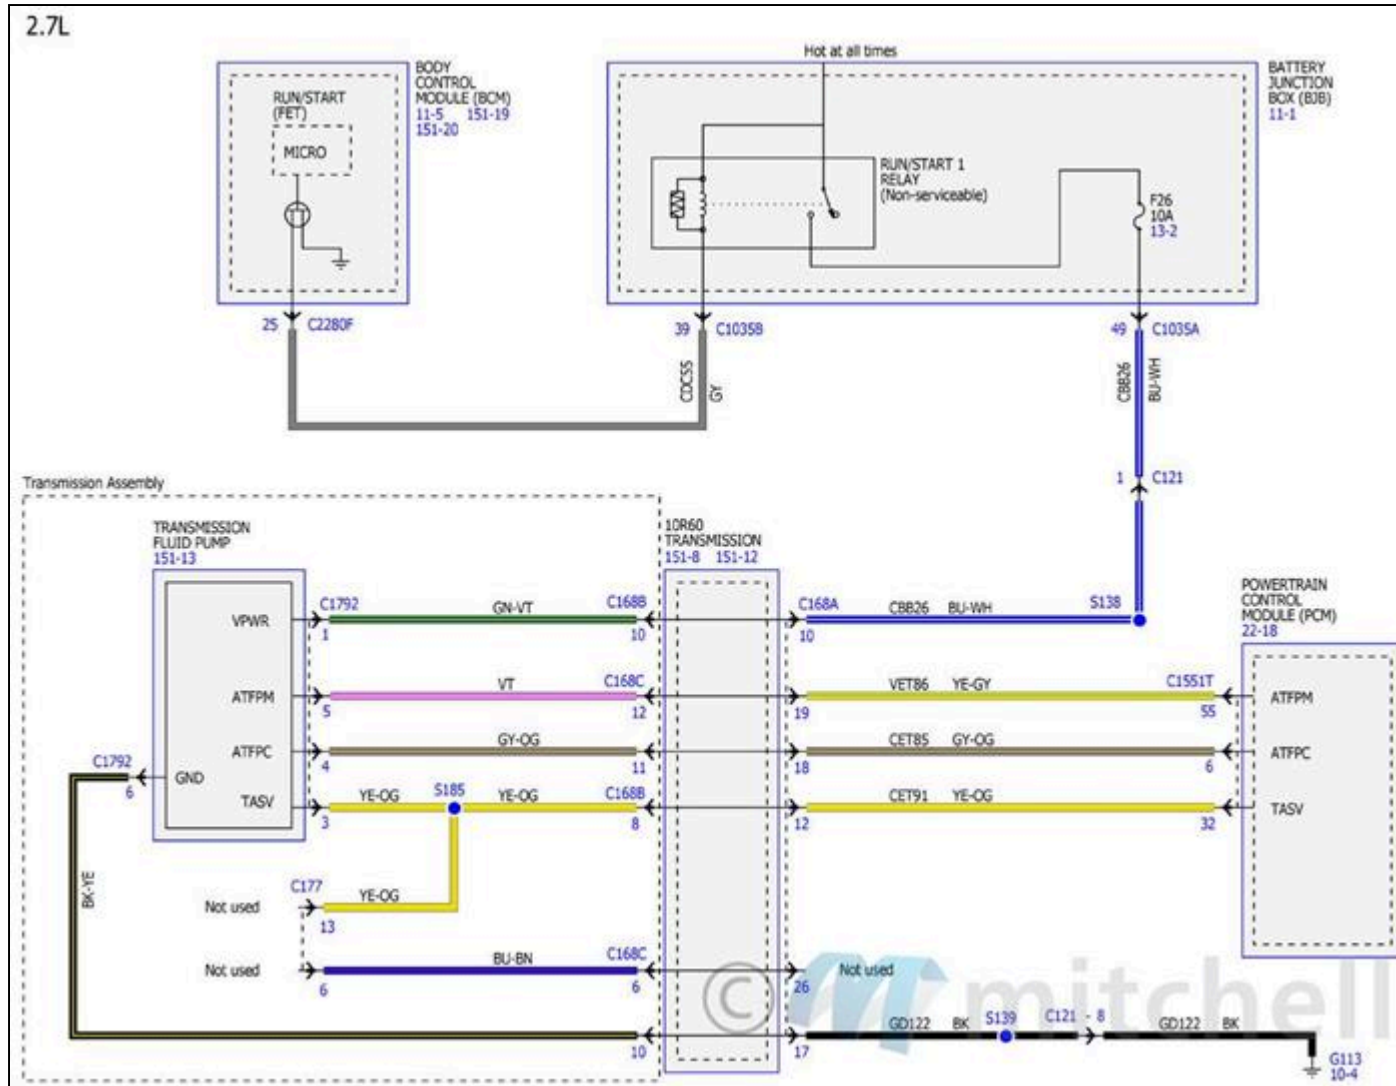 2.7L
Hot at all times
BODY
CONTROL
MODULE (BCM)
11-5 151-19
151-20
RUN/START
(FET)
MICRO
BATTERY
JUNCTION
BOX (BJB)
11-1
RUN/START 1
RELAY
(Non-serviceable)
F26
10A
13-2
25 C2280F
39 C1035B
49 C1035A
CDC55
GY
CBB26
BU-WH
1 C121
Transmission Assembly
TRANSMISSION
FLUID PUMP
151-13
10R60
TRANSMISSION
151-8 151-12
POWERTRAIN
CONTROL
MODULE (PCM)
22-18
VPWR
C1792
1
GN-VT
C168B
10
C168A
10
CBB26 BU-WH
S138
ATFPM
5
VT
C168C
12
19
VET86 YE-GY
C1551T
55
ATFPM
ATFPC
4
GY-OG
11
18
CET85 GY-OG
6
ATFPC
C1792
6
GND
TASV
3
YE-OG
S185
YE-OG
C168B
8
12
CET91 YE-OG
32
TASV
BK-YE
Not used
C177
13
YE-OG
Not used
6
BU-BN
C168C
6
26
Not used
© mitchell
10
17
GD122 BK
S139
C121 - 8
GD122 BK
G113
10-4